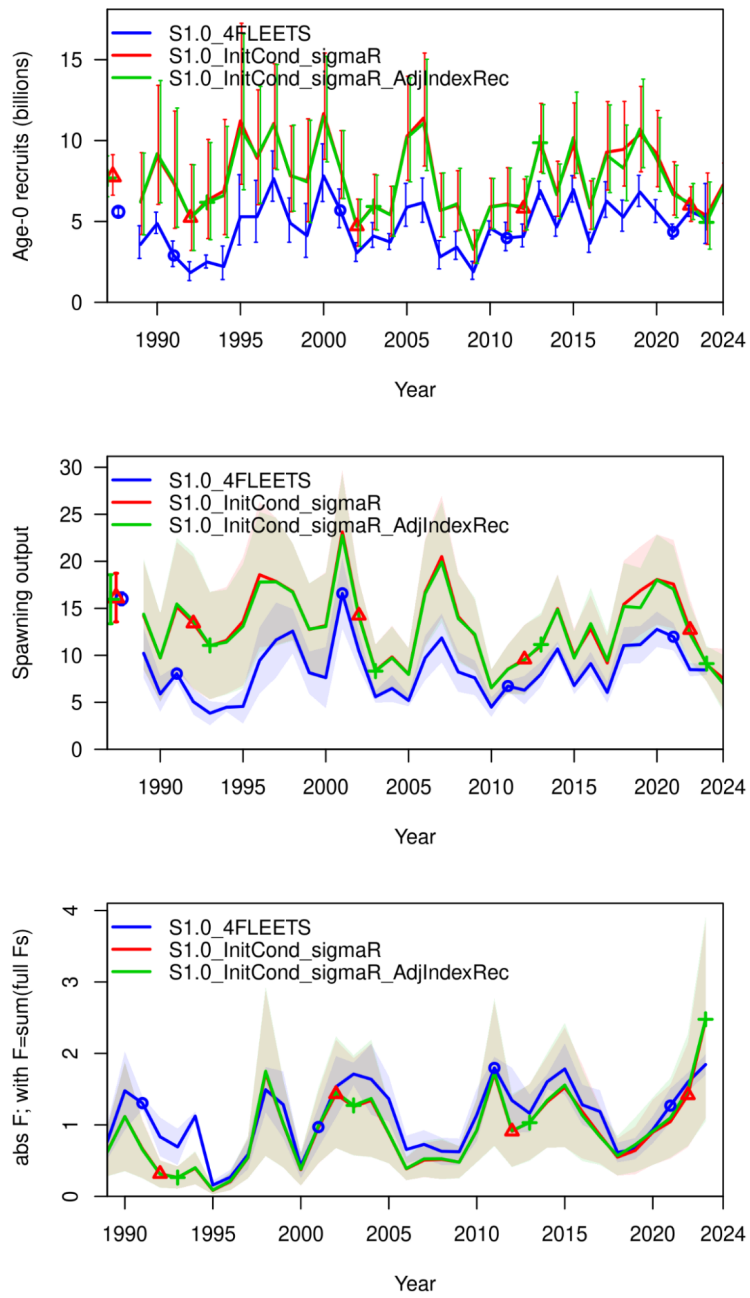 Age-0 recruits (billions)
15
10
5
0
S1.0_4FLEETS
S1.0_InitCond_sigmaR
S1.0_InitCond_sigmaR_AdjIndexRec
1990 1995 2000 2005 2010 2015 2020 2024
Year
Spawning output
30
25
20
15
10
5
0
S1.0_4FLEETS
S1.0_InitCond_sigmaR
S1.0_InitCond_sigmaR_AdjIndexRec
1990 1995 2000 2005 2010 2015 2020 2024
Year
abs F; with F=sum(full Fs)
4
3
2
1
0
S1.0_4FLEETS
S1.0_InitCond_sigmaR
S1.0_InitCond_sigmaR_AdjIndexRec
1990 1995 2000 2005 2010 2015 2020 2024
Year